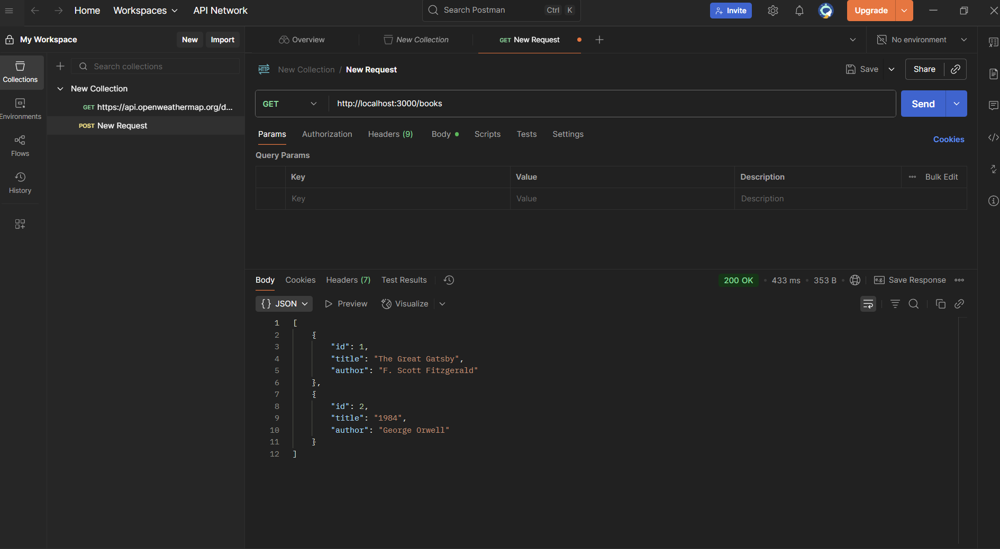 Home Workspaces API Network Search Postman Ctrl K Invite Upgrade
My Workspace New Import Overview New Collection GET New Request No environment
Collections
Environments
Flows
History
Search collections
New Collection
GET https://api.openweathermap.org/d...
POST New Request
HTTP New Collection / New Request Save Share
GET http://localhost:3000/books Send
Params Authorization Headers (9) Body Scripts Tests Settings Cookies
Query Params
Key Value Description Bulk Edit
Key Value Description
Body Cookies Headers (7) Test Results 200 OK 433 ms 353 B e.g. Save Response
{} JSON Preview Visualize
1 [
2 {
3 "id": 1,
4 "title": "The Great Gatsby",
5 "author": "F. Scott Fitzgerald"
6 },
7 {
8 "id": 2,
9 "title": "1984",
10 "author": "George Orwell"
11 }
12 ]